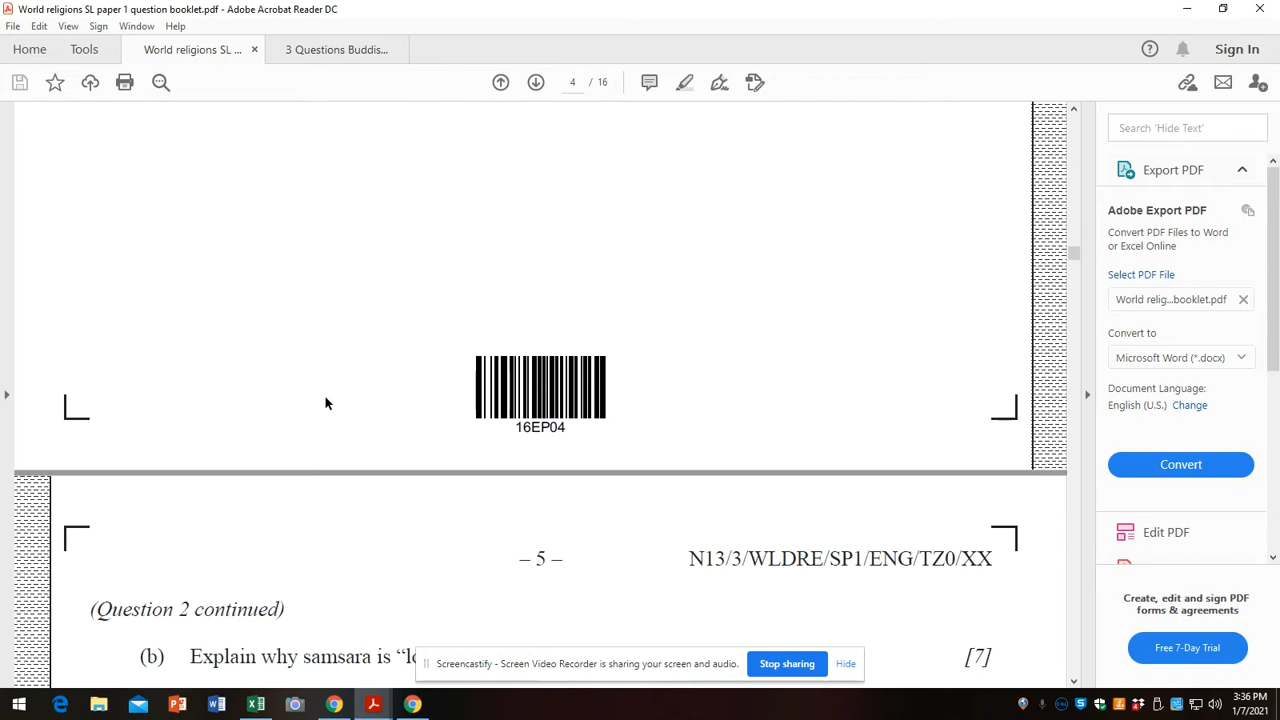 World religions SL paper 1 question booklet.pdf - Adobe Acrobat Reader DC
File Edit View Sign Window Help
Home Tools World religions SL ... × 3 Questions Buddis... Sign In
4 / 16
Search 'Hide Text'
Export PDF
Adobe Export PDF
Convert PDF Files to Word
or Excel Online
Select PDF File
World relig...booklet.pdf
Convert to
Microsoft Word (*.docx)
Document Language:
English (U.S.) Change
Convert
Edit PDF
Create, edit and sign PDF
forms & agreements
Free 7-Day Trial
16EP04
– 5 – N13/3/WLDRE/SP1/ENG/TZ0/XX
(Question 2 continued)
(b) Explain why samsara is “lo [7]
Screencastify - Screen Video Recorder is sharing your screen and audio. Stop sharing Hide
3:36 PM
1/7/2021